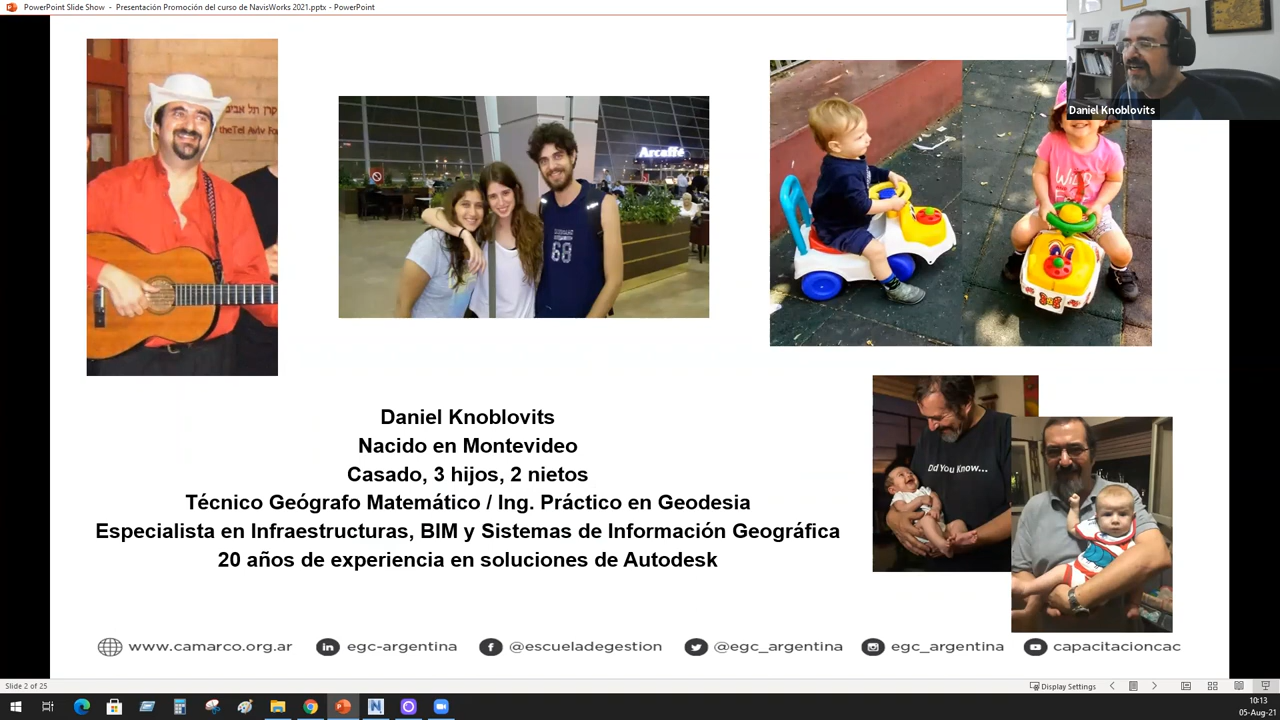 PowerPoint Slide Show - Presentación Promoción del curso de NavisWorks 2021.pptx - PowerPoint
Daniel Knoblovits
Arcaffé
68
Did You Know...
Daniel Knoblovits
Nacido en Montevideo
Casado, 3 hijos, 2 nietos
Técnico Geógrafo Matemático / Ing. Práctico en Geodesia
Especialista en Infraestructuras, BIM y Sistemas de Información Geográfica
20 años de experiencia en soluciones de Autodesk
www.camarco.org.ar
in egc-argentina
f @escueladegestion
@egc_argentina
egc_argentina
capacitacioncac
Slide 2 of 25
Display Settings
10:13
05-Aug-21